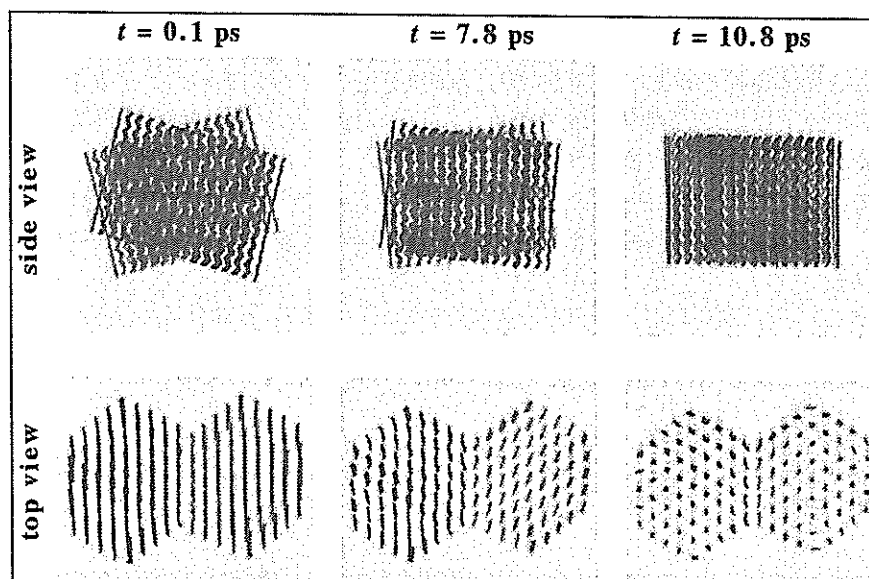 t = 0.1 ps t = 7.8 ps t = 10.8 ps
side view
top view